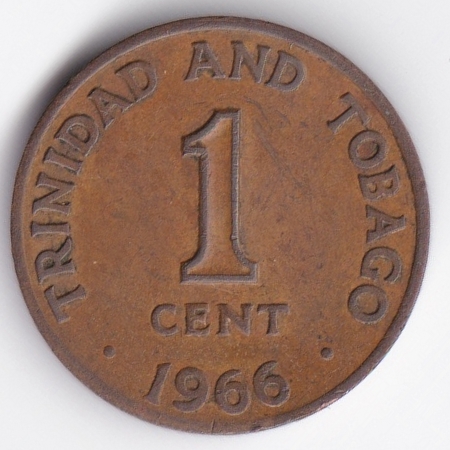 TRINIDAD AND TOBAGO
1
CENT
· 1966 ·